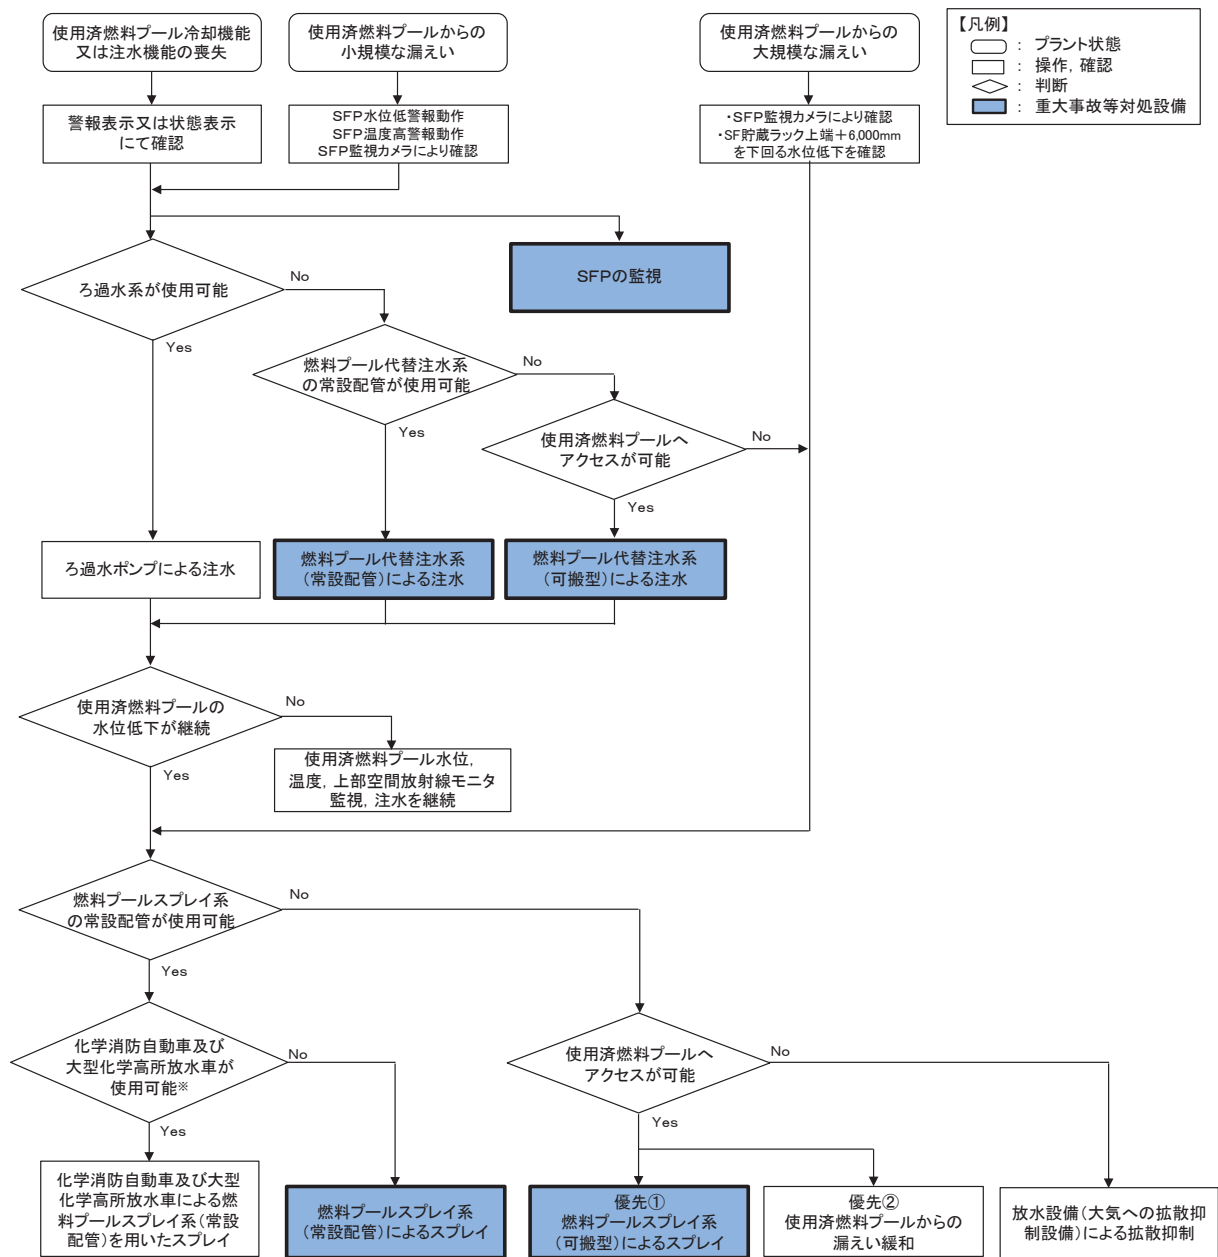 使用済燃料プール冷却機能
又は注水機能の喪失
使用済燃料プールからの
小規模な漏えい
使用済燃料プールからの
大規模な漏えい
【凡例】
： プラント状態
： 操作，確認
： 判断
： 重大事故等対処設備
警報表示又は状態表示
にて確認
SFP水位低警報動作
SFP温度高警報動作
SFP監視カメラにより確認
・SFP監視カメラにより確認
・SF貯蔵ラック上端＋6,000mm
を下回る水位低下を確認
SFPの監視
ろ過水系が使用可能
No
Yes
燃料プール代替注水系
の常設配管が使用可能
No
Yes
使用済燃料プールへ
アクセスが可能
No
Yes
ろ過水ポンプによる注水
燃料プール代替注水系
（常設配管）による注水
燃料プール代替注水系
（可搬型）による注水
使用済燃料プールの
水位低下が継続
No
Yes
使用済燃料プール水位，
温度，上部空間放射線モニタ
監視，注水を継続
燃料プールスプレイ系
の常設配管が使用可能
No
Yes
化学消防自動車及び
大型化学高所放水車が
使用可能※
No
Yes
使用済燃料プールへ
アクセスが可能
No
Yes
化学消防自動車及び大型
化学高所放水車による燃
料プールスプレイ系（常設
配管）を用いたスプレイ
燃料プールスプレイ系
（常設配管）によるスプレイ
優先①
燃料プールスプレイ系
（可搬型）によるスプレイ
優先②
使用済燃料プールからの
漏えい緩和
放水設備（大気への拡散抑
制設備）による拡散抑制